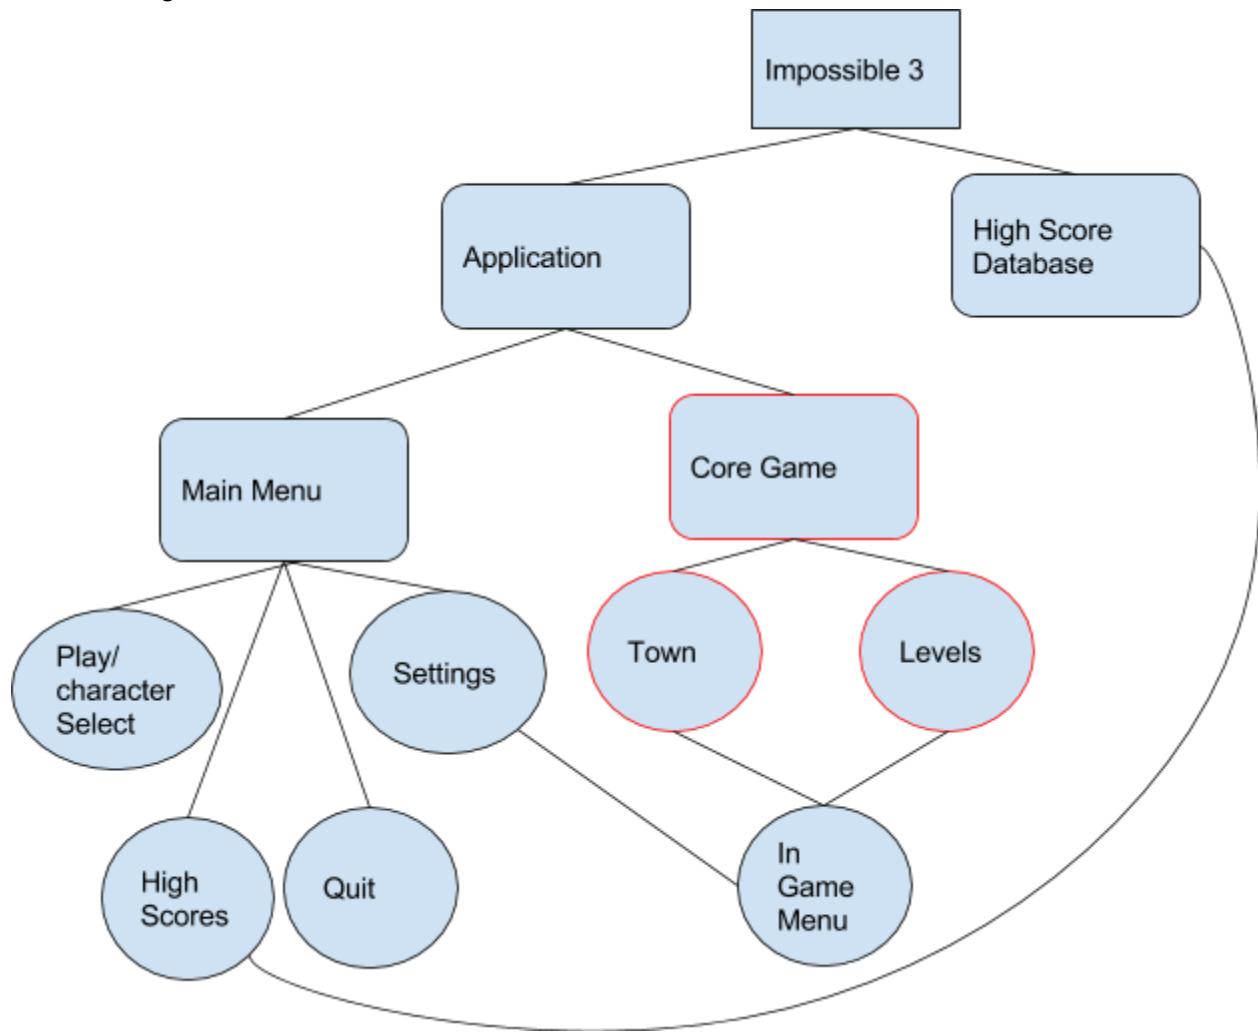 Impossible 3
Application
High Score
Database
Main Menu
Core Game
Play/
character
Select
Settings
Town
Levels
High
Scores
Quit
In
Game
Menu